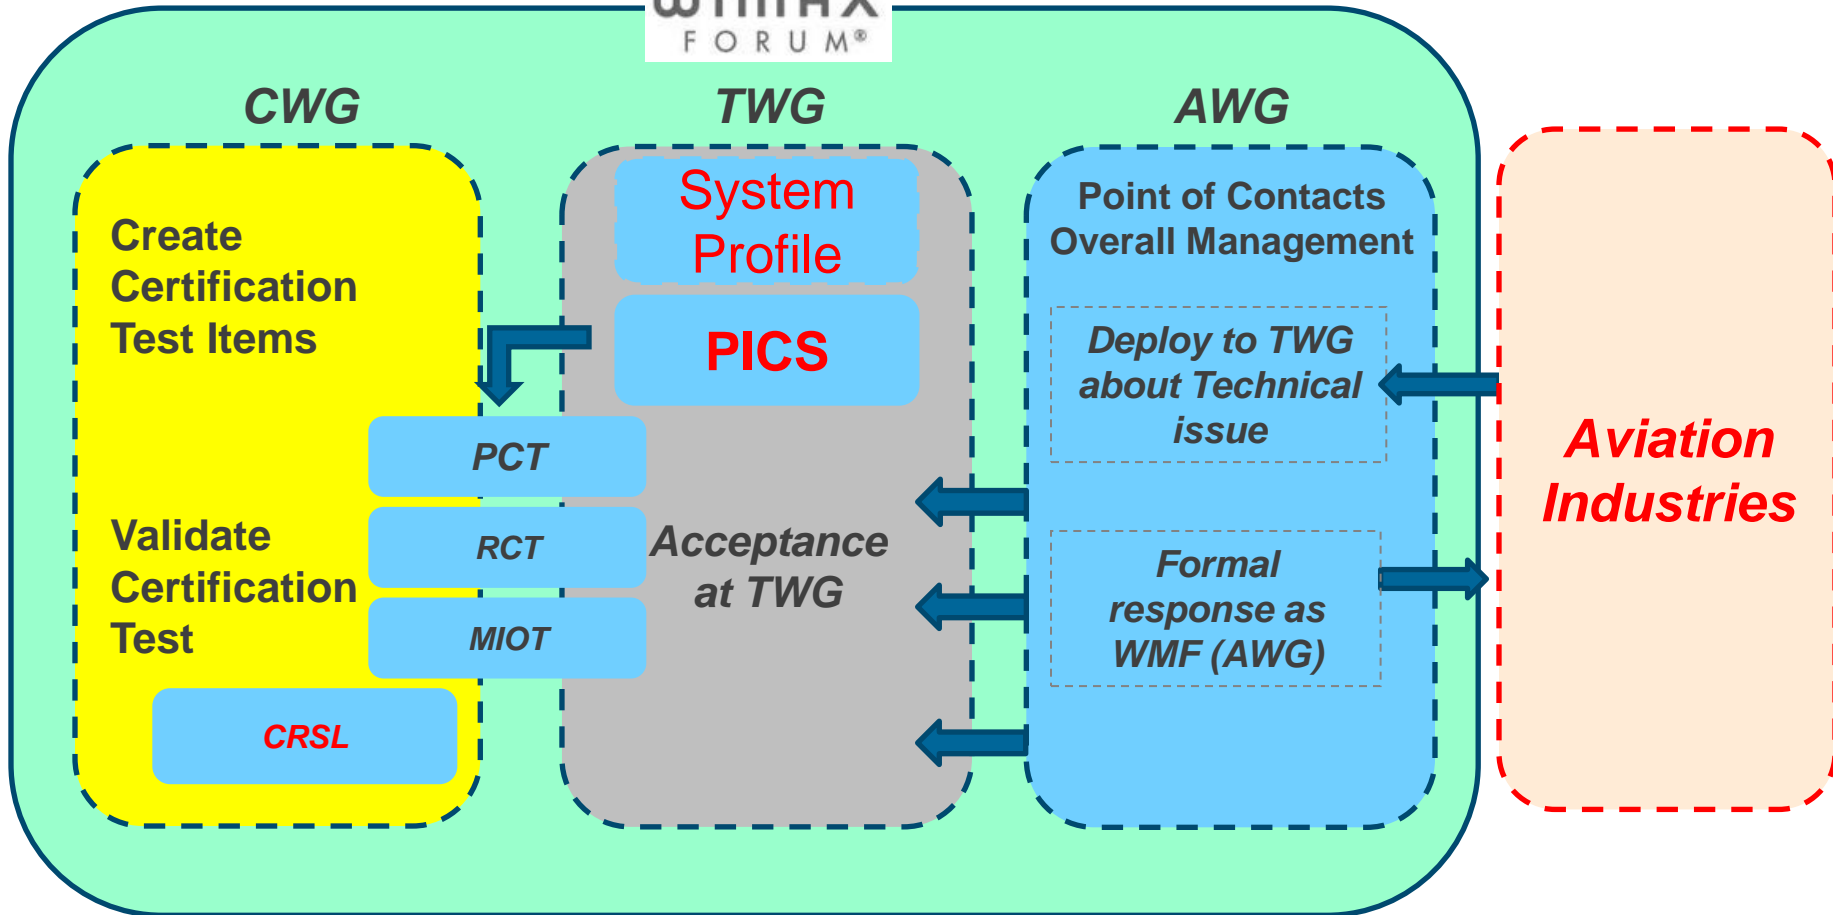 FORUM®
CWG
TWG
AWG
Create
Certification
Test Items
Validate
Certification
Test
CRSL
PCT
RCT
MIOT
System
Profile
PICS
Acceptance
at TWG
Point of Contacts
Overall Management
Deploy to TWG
about Technical
issue
Formal
response as
WMF (AWG)
Aviation
Industries